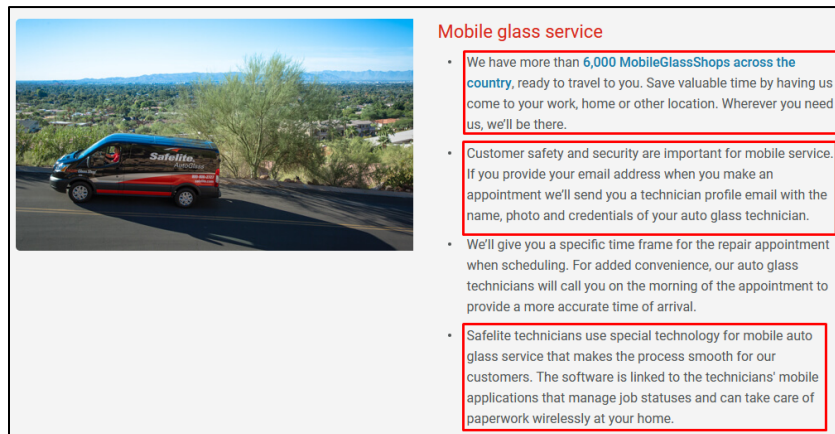 Mobile glass service
• We have more than 6,000 MobileGlassShops across the
country, ready to travel to you. Save valuable time by having us
come to your work, home or other location. Wherever you need
us, we'll be there.
• Customer safety and security are important for mobile service.
If you provide your email address when you make an
appointment we'll send you a technician profile email with the
name, photo and credentials of your auto glass technician.
• We'll give you a specific time frame for the repair appointment
when scheduling. For added convenience, our auto glass
technicians will call you on the morning of the appointment to
provide a more accurate time of arrival.
• Safelite technicians use special technology for mobile auto
glass service that makes the process smooth for our
customers. The software is linked to the technicians' mobile
applications that manage job statuses and can take care of
paperwork wirelessly at your home.
Safelite.
AutoGlass